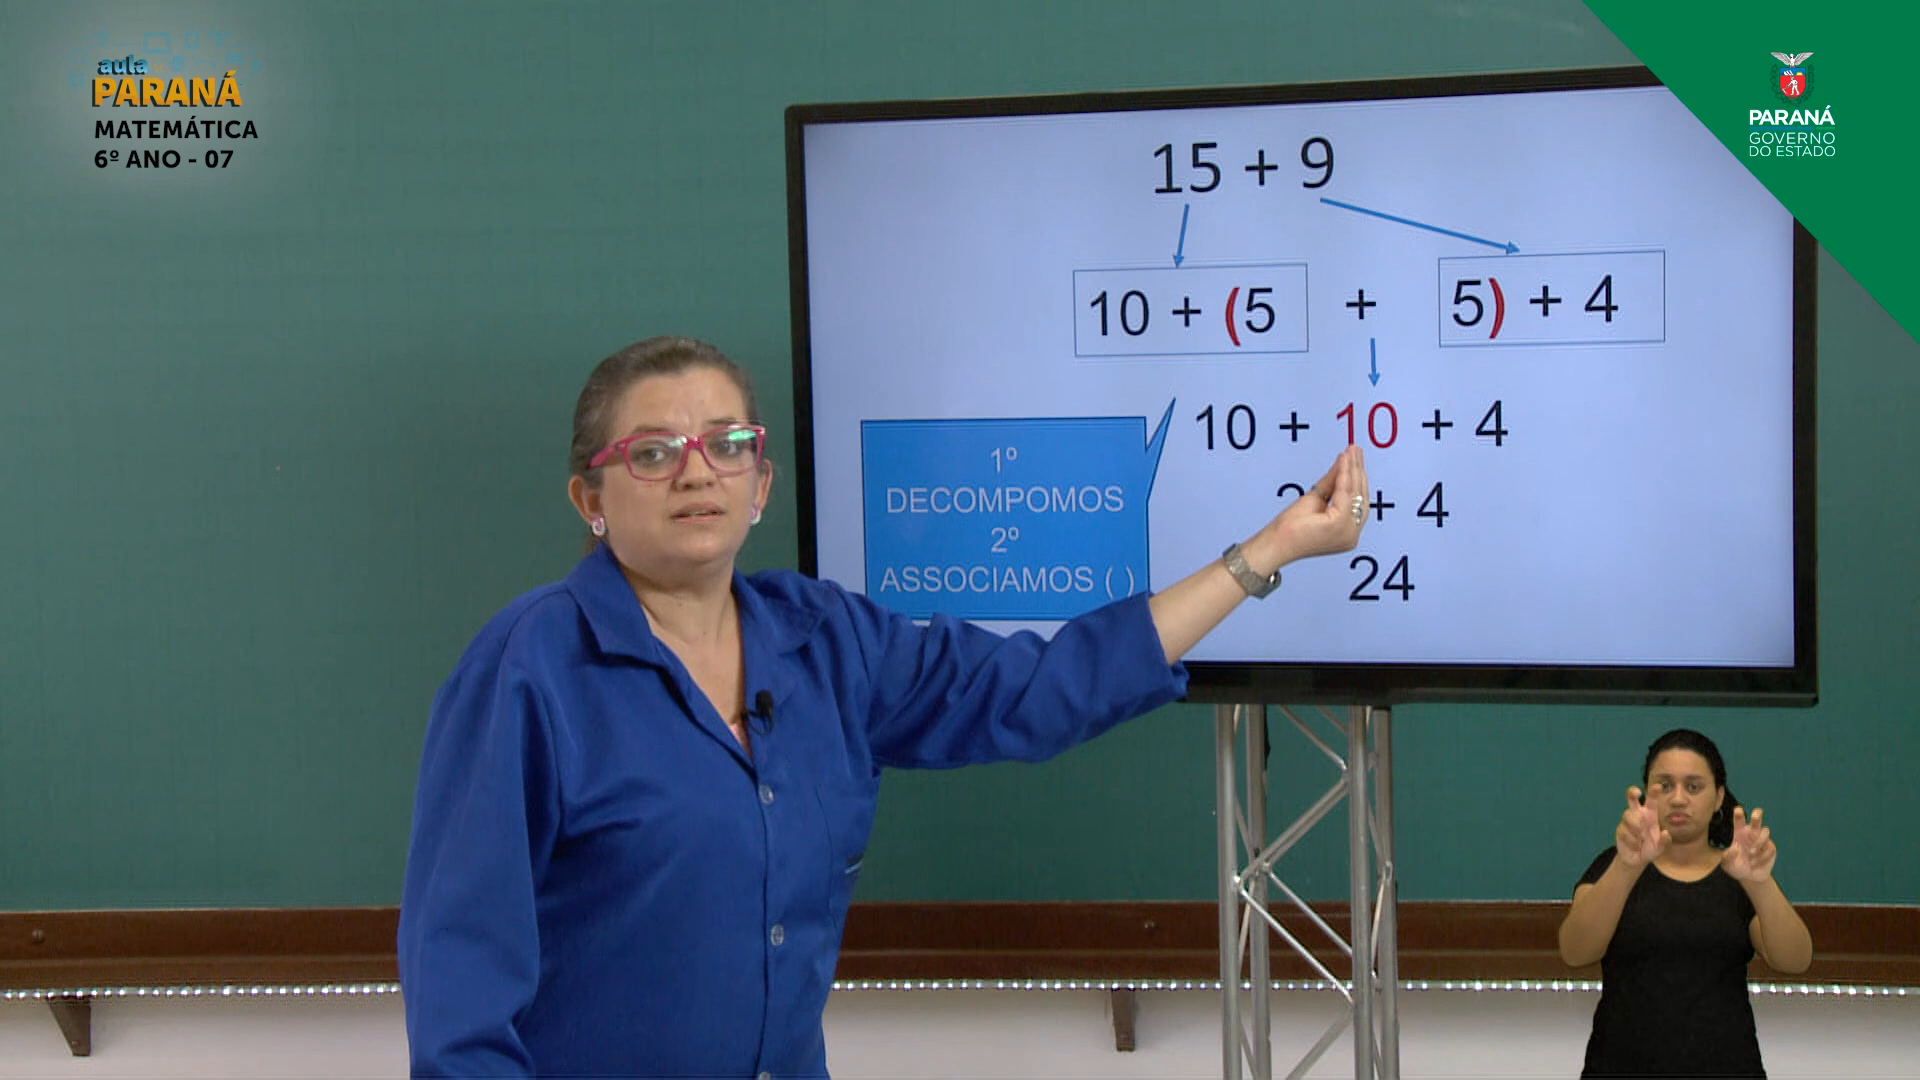 aula
PARANÁ
MATEMÁTICA
6º ANO - 07
PARANÁ
GOVERNO
DO ESTADO
15 + 9
10 + (5 + 5) + 4
10 + 10 + 4
+ 4
24
1º
DECOMPOMOS
2º
ASSOCIAMOS ( )